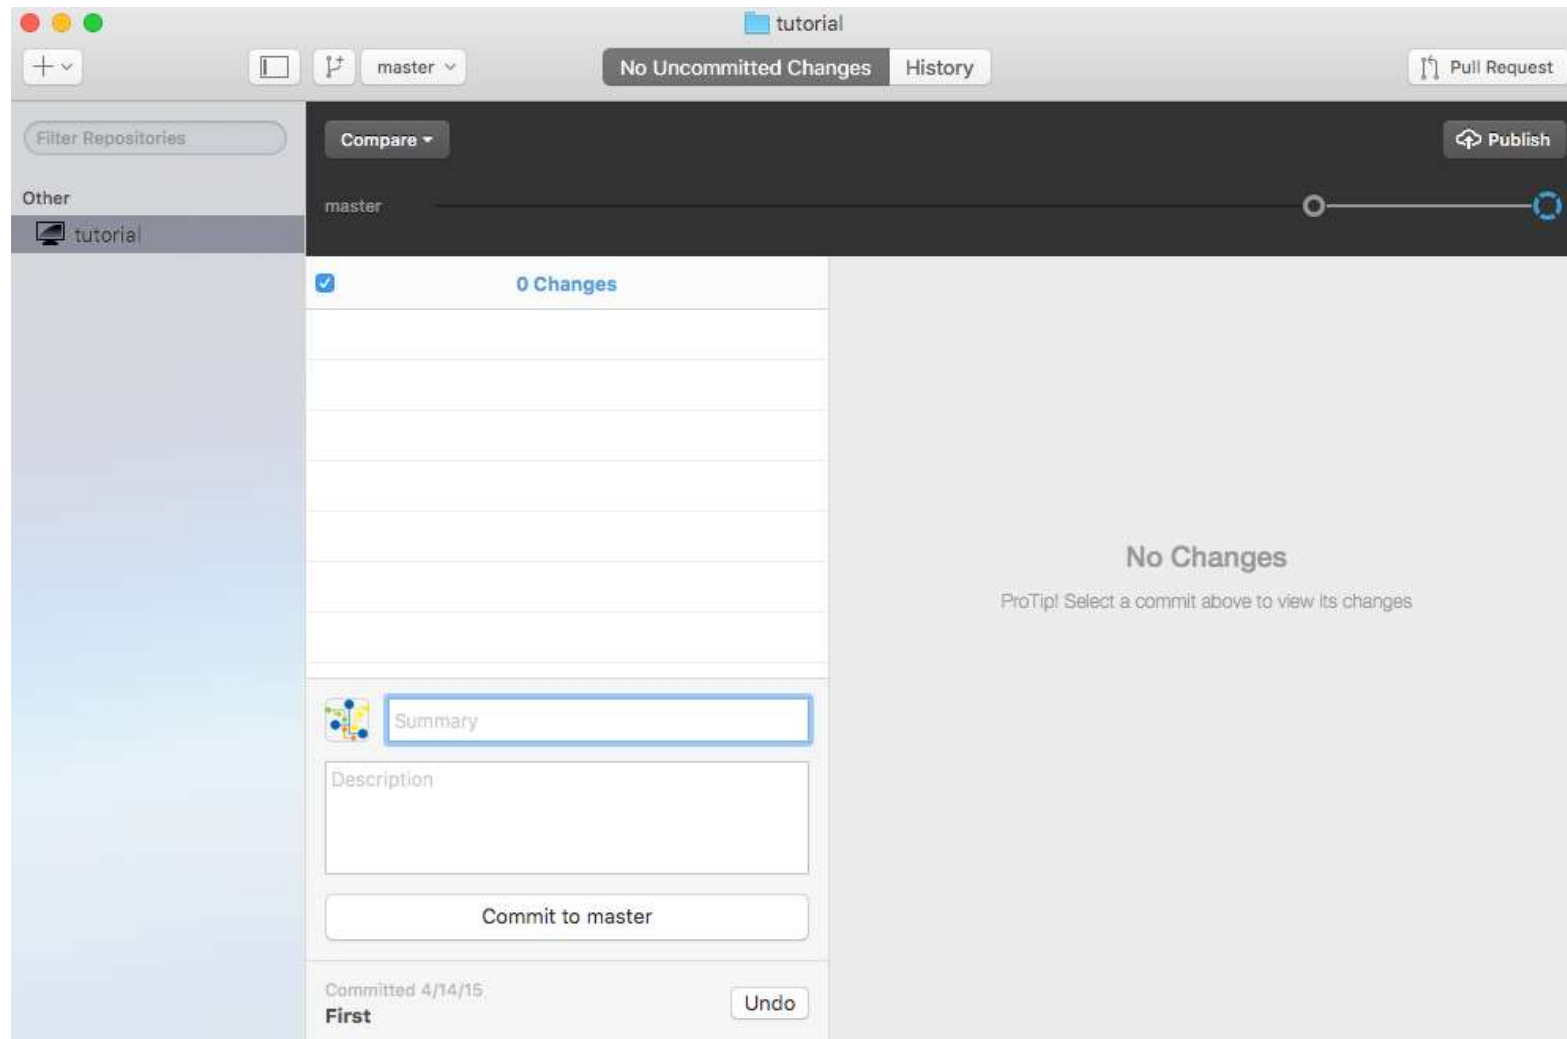 tutorial
master
No Uncommitted Changes
History
Pull Request
Filter Repositories
Compare
Publish
Other
master
tutorial
0 Changes
No Changes
ProTip! Select a commit above to view its changes
Summary
Description
Commit to master
Committed 4/14/15
First
Undo